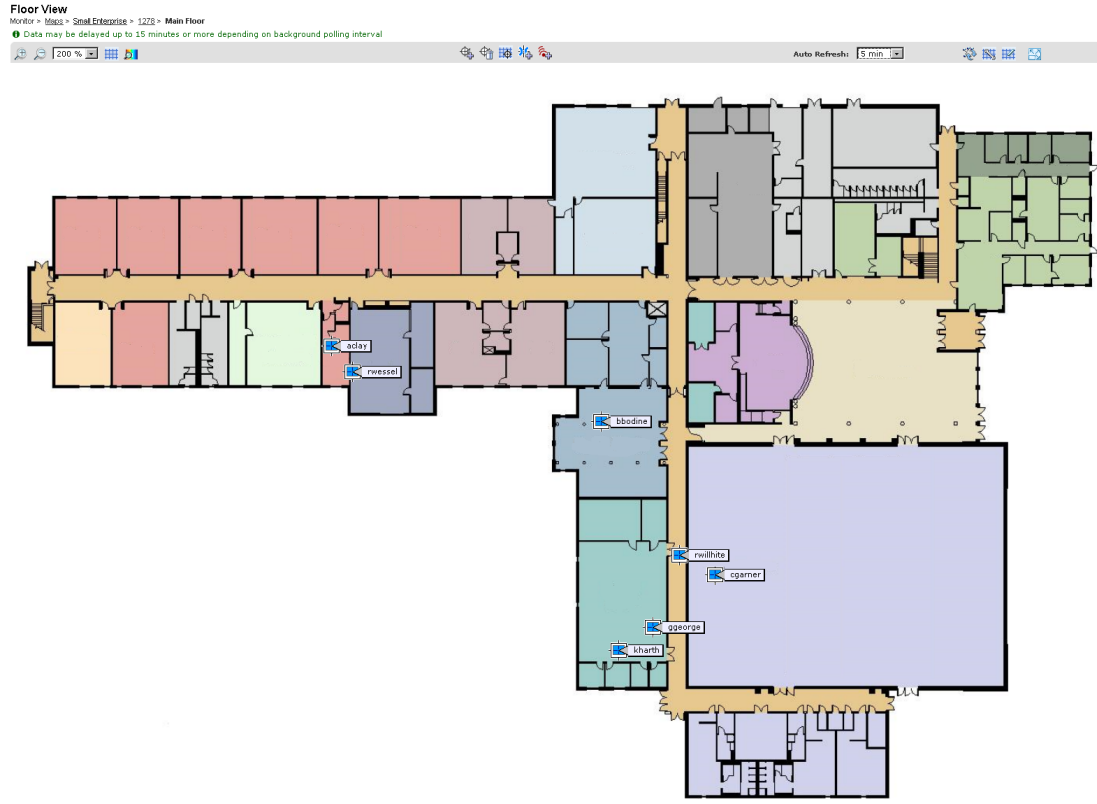 Floor View
Monitor > Maps > Small Enterprise > 1278 > Main Floor
Data may be delayed up to 15 minutes or more depending on background polling interval
200 % Auto Refresh: 5 min
aclay
rwessel
bbodine
rwillhite
cgarner
ggeorge
kharth